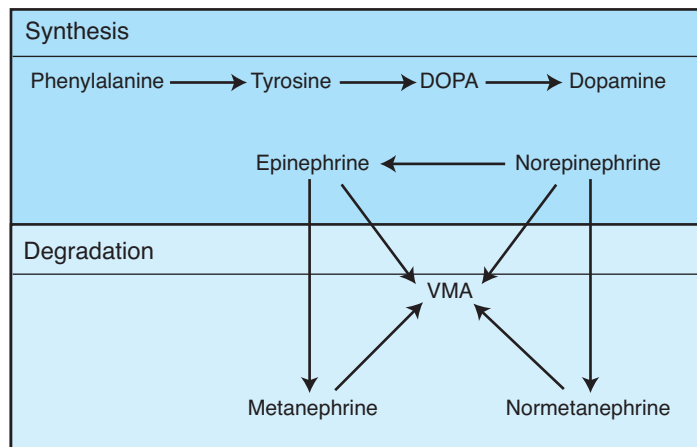 Synthesis
Phenylalanine Tyrosine DOPA Dopamine
Epinephrine Norepinephrine
Degradation
VMA
Metanephrine Normetanephrine